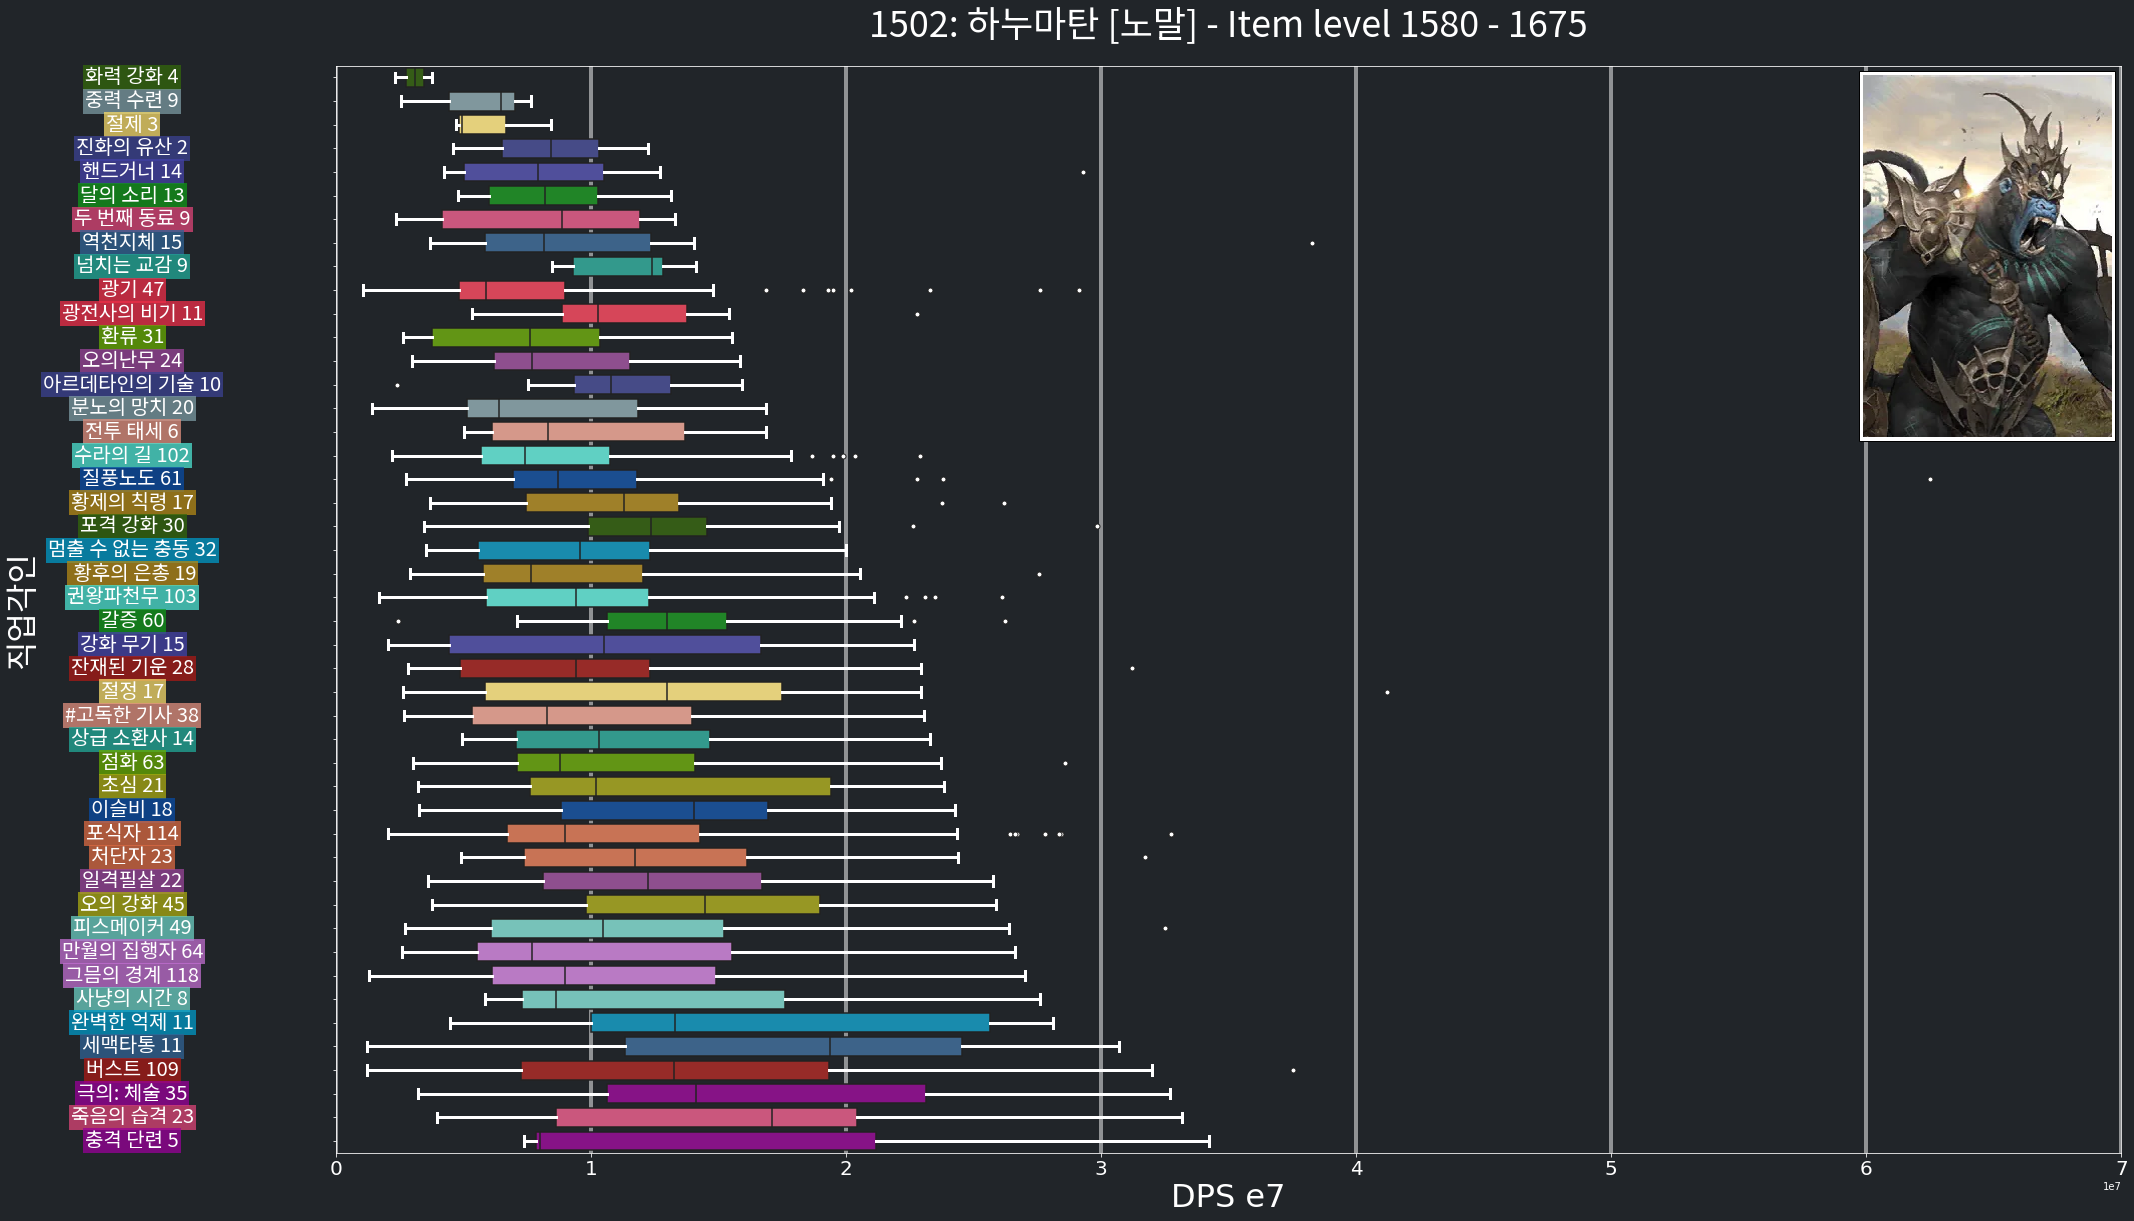 1502: 하누마탄 [노말] - Item level 1580 - 1675
화력 강화 4
중력 수련 9
절제 3
진화의 유산 2
핸드거너 14
달의 소리 13
두 번째 동료 9
역천지체 15
넘치는 교감 9
광기 47
광전사의 비기 11
환류 31
오의난무 24
아르데타인의 기술 10
분노의 망치 20
전투 태세 6
수라의 길 102
질풍노도 61
황제의 칙령 17
포격 강화 30
멈출 수 없는 충동 32
황후의 은총 19
권왕파천무 103
갈증 60
강화 무기 15
잔재된 기운 28
절정 17
#고독한 기사 38
상급 소환사 14
점화 63
초심 21
이슬비 18
포식자 114
처단자 23
일격필살 22
오의 강화 45
피스메이커 49
만월의 집행자 64
그믐의 경계 118
사냥의 시간 8
완벽한 억제 11
세맥타통 11
버스트 109
극의: 체술 35
죽음의 습격 23
충격 단련 5
직업각인
0 1 2 3 4 5 6 7
DPS e7
1e7